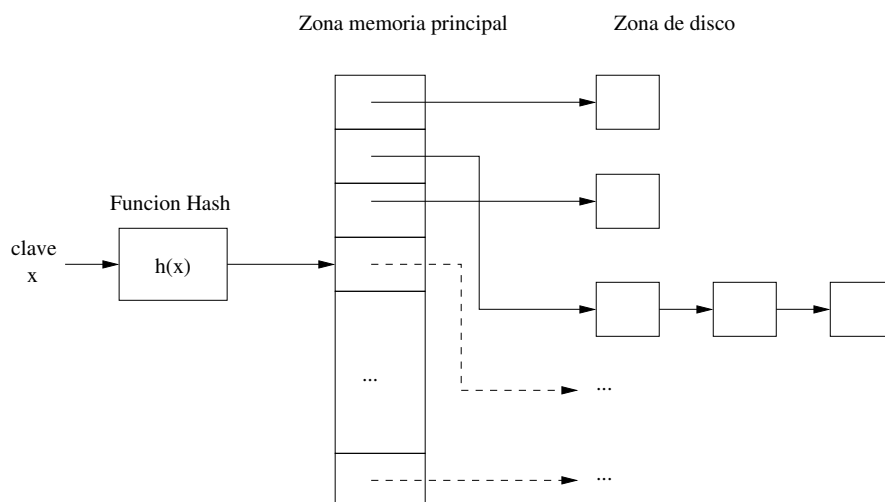 Zona memoria principal
Zona de disco
Funcion Hash
clave
x
h(x)
...
...
...